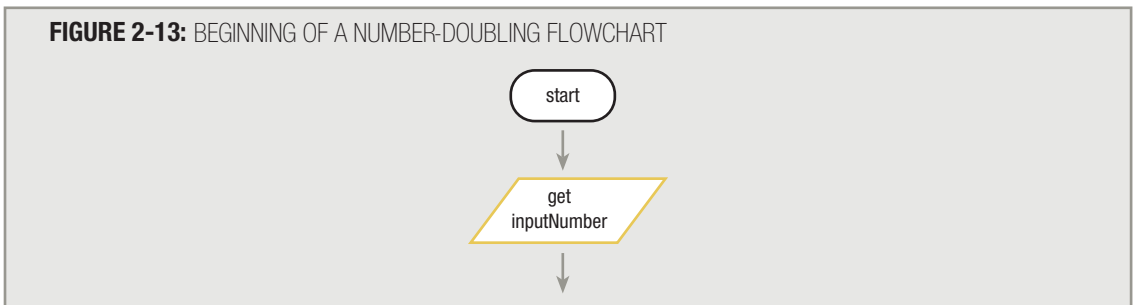 FIGURE 2-13: BEGINNING OF A NUMBER-DOUBLING FLOWCHART
start
get
inputNumber